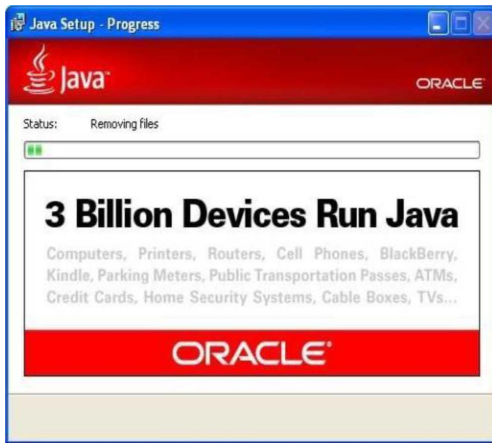 Java Setup - Progress
Java™
ORACLE
Status: Removing files
3 Billion Devices Run Java
Computers, Printers, Routers, Cell Phones, BlackBerry,
Kindle, Parking Meters, Public Transportation Passes, ATMs,
Credit Cards, Home Security Systems, Cable Boxes, TVs...
ORACLE®